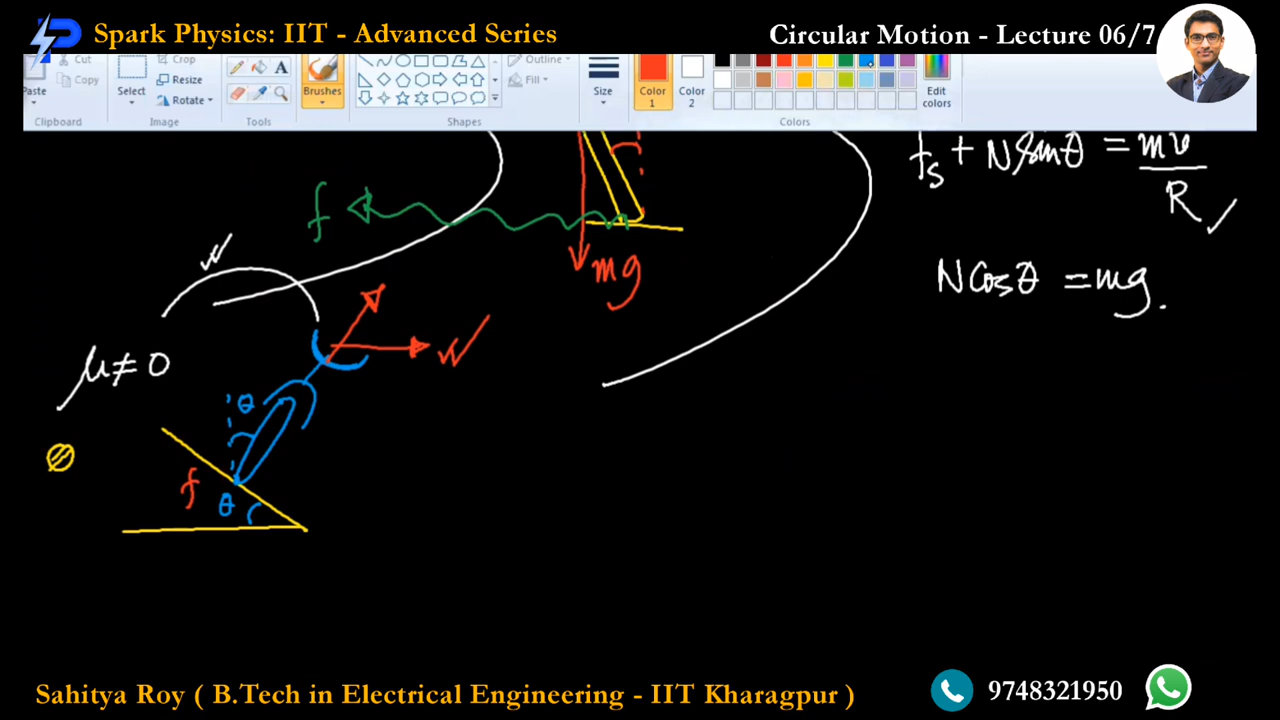 Spark Physics: IIT - Advanced Series
Circular Motion - Lecture 06/7
Paste
Cut
Copy
Clipboard
Select
Crop
Resize
Rotate
Image
A
Tools
Brushes
Outline
Fill
Shapes
Size
Color 1
Color 2
Edit colors
Colors
f
mg
fs + N sinθ = mv / R
N Cosθ = mg.
μ ≠ 0
θ
f
θ
Sahitya Roy ( B.Tech in Electrical Engineering - IIT Kharagpur )
9748321950